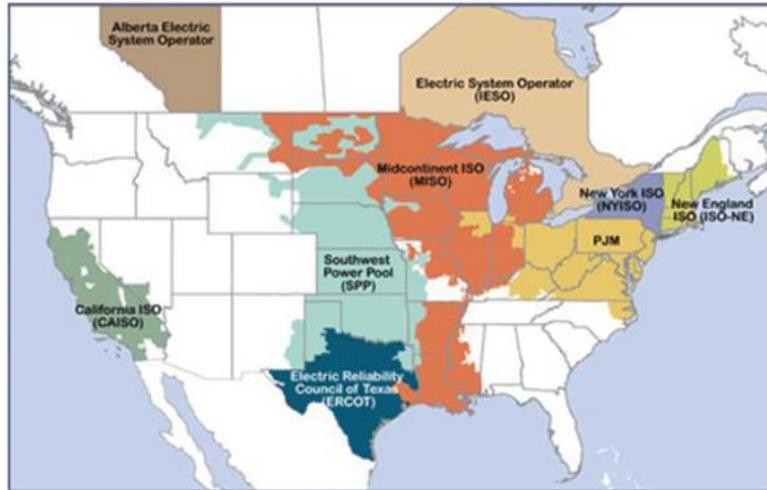 Alberta Electric
System Operator
Electric System Operator
(IESO)
Midcontinent ISO
(MISO)
New York ISO
(NYISO)
New England
ISO (ISO-NE)
PJM
Southwest
Power Pool
(SPP)
California ISO
(CAISO)
Electric Reliability
Council of Texas
(ERCOT)